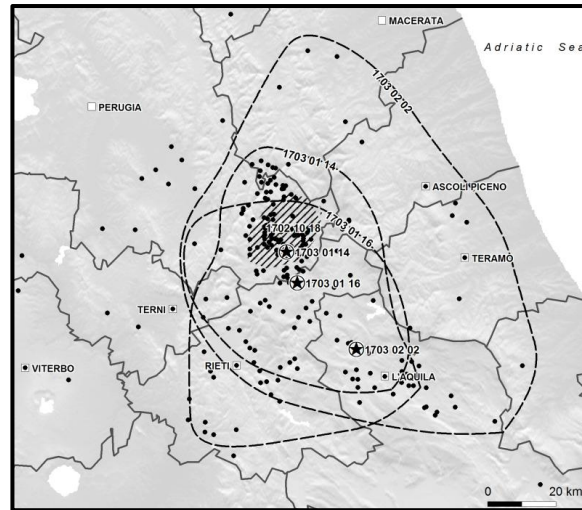 MACERATA
Adriatic Sea
PERUGIA
1703 02 02
1703 01 14
ASCOLI PICENO
1703 01 16
1702 10 18
1703 01 14
TERAMO
1703 01 16
TERNI
1703 02 02
VITERBO
RIETI
L'AQUILA
0 20 km